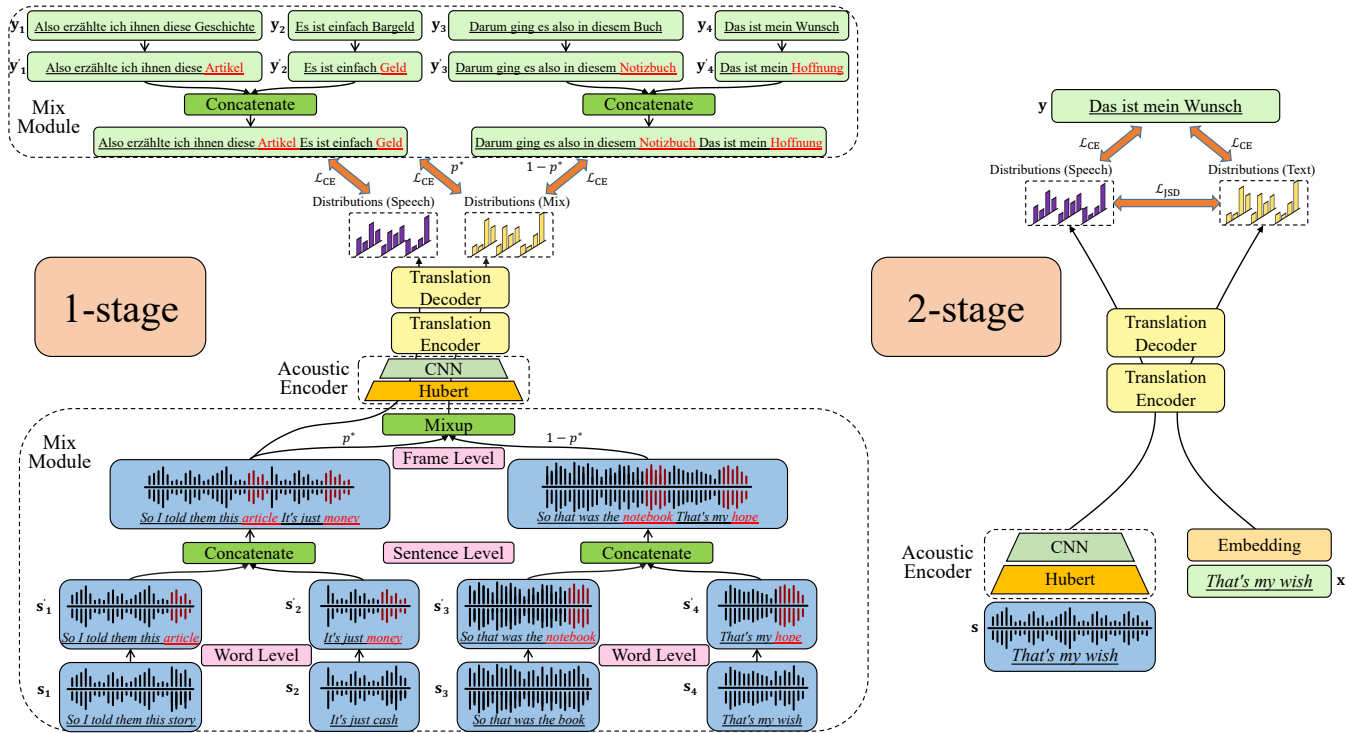 y₁ Also erzählte ich ihnen diese Geschichte
y₂ Es ist einfach Bargeld
y₃ Darum ging es also in diesem Buch
y₄ Das ist mein Wunsch
y'₁ Also erzählte ich ihnen diese Artikel
y'₂ Es ist einfach Geld
y'₃ Darum ging es also in diesem Notizbuch
y'₄ Das ist mein Hoffnung
Mix
Module
Concatenate
Concatenate
Also erzählte ich ihnen diese Artikel Es ist einfach Geld
Darum ging es also in diesem Notizbuch Das ist mein Hoffnung
ℒCE
ℒCE
p*
1 − p*
ℒCE
Distributions (Speech)
Distributions (Mix)
1-stage
Translation
Decoder
Translation
Encoder
Acoustic
Encoder
CNN
Hubert
Mix
Module
Mixup
p*
1 − p*
Frame Level
So I told them this article It's just money
So that was the notebook That's my hope
Concatenate
Sentence Level
Concatenate
s'₁
So I told them this article
s'₂
It's just money
s'₃
So that was the notebook
s'₄
That's my hope
Word Level
Word Level
s₁
So I told them this story
s₂
It's just cash
s₃
So that was the book
s₄
That's my wish
y Das ist mein Wunsch
ℒCE
ℒCE
Distributions (Speech)
Distributions (Text)
ℒJSD
2-stage
Translation
Decoder
Translation
Encoder
Acoustic
Encoder
CNN
Hubert
Embedding
That's my wish x
s
That's my wish